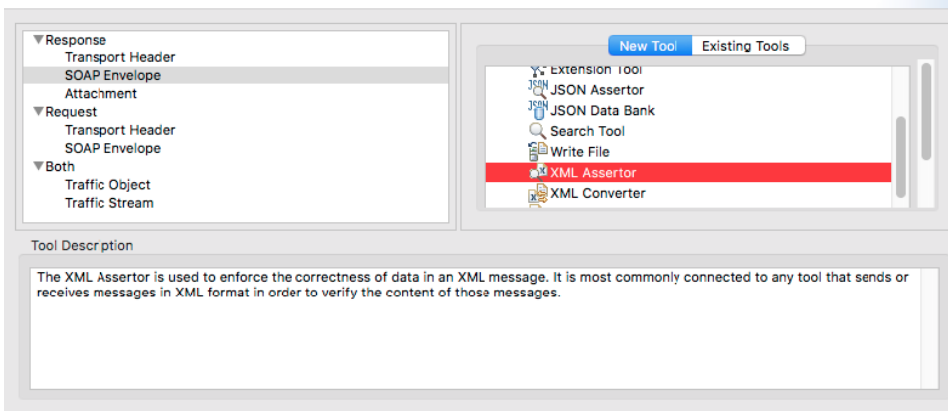 Response
Transport Header
SOAP Envelope
Attachment
Request
Transport Header
SOAP Envelope
Both
Traffic Object
Traffic Stream
New Tool
Existing Tools
Extension Tool
JSON Assertor
JSON Data Bank
Search Tool
Write File
XML Assertor
XML Converter
Tool Description
The XML Assertor is used to enforce the correctness of data in an XML message. It is most commonly connected to any tool that sends or
receives messages in XML format in order to verify the content of those messages.